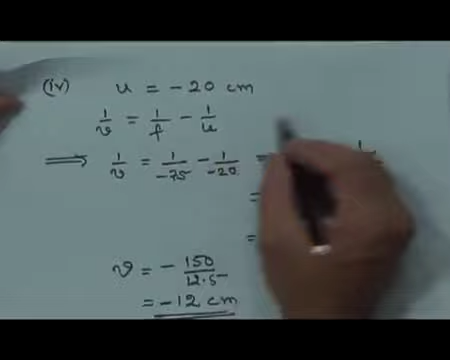 (iv) u = -20 cm
1/v = 1/f - 1/u
⟹ 1/v = 1/-75 - 1/-20 =
=
=
v = - 150/12.5
= -12 cm